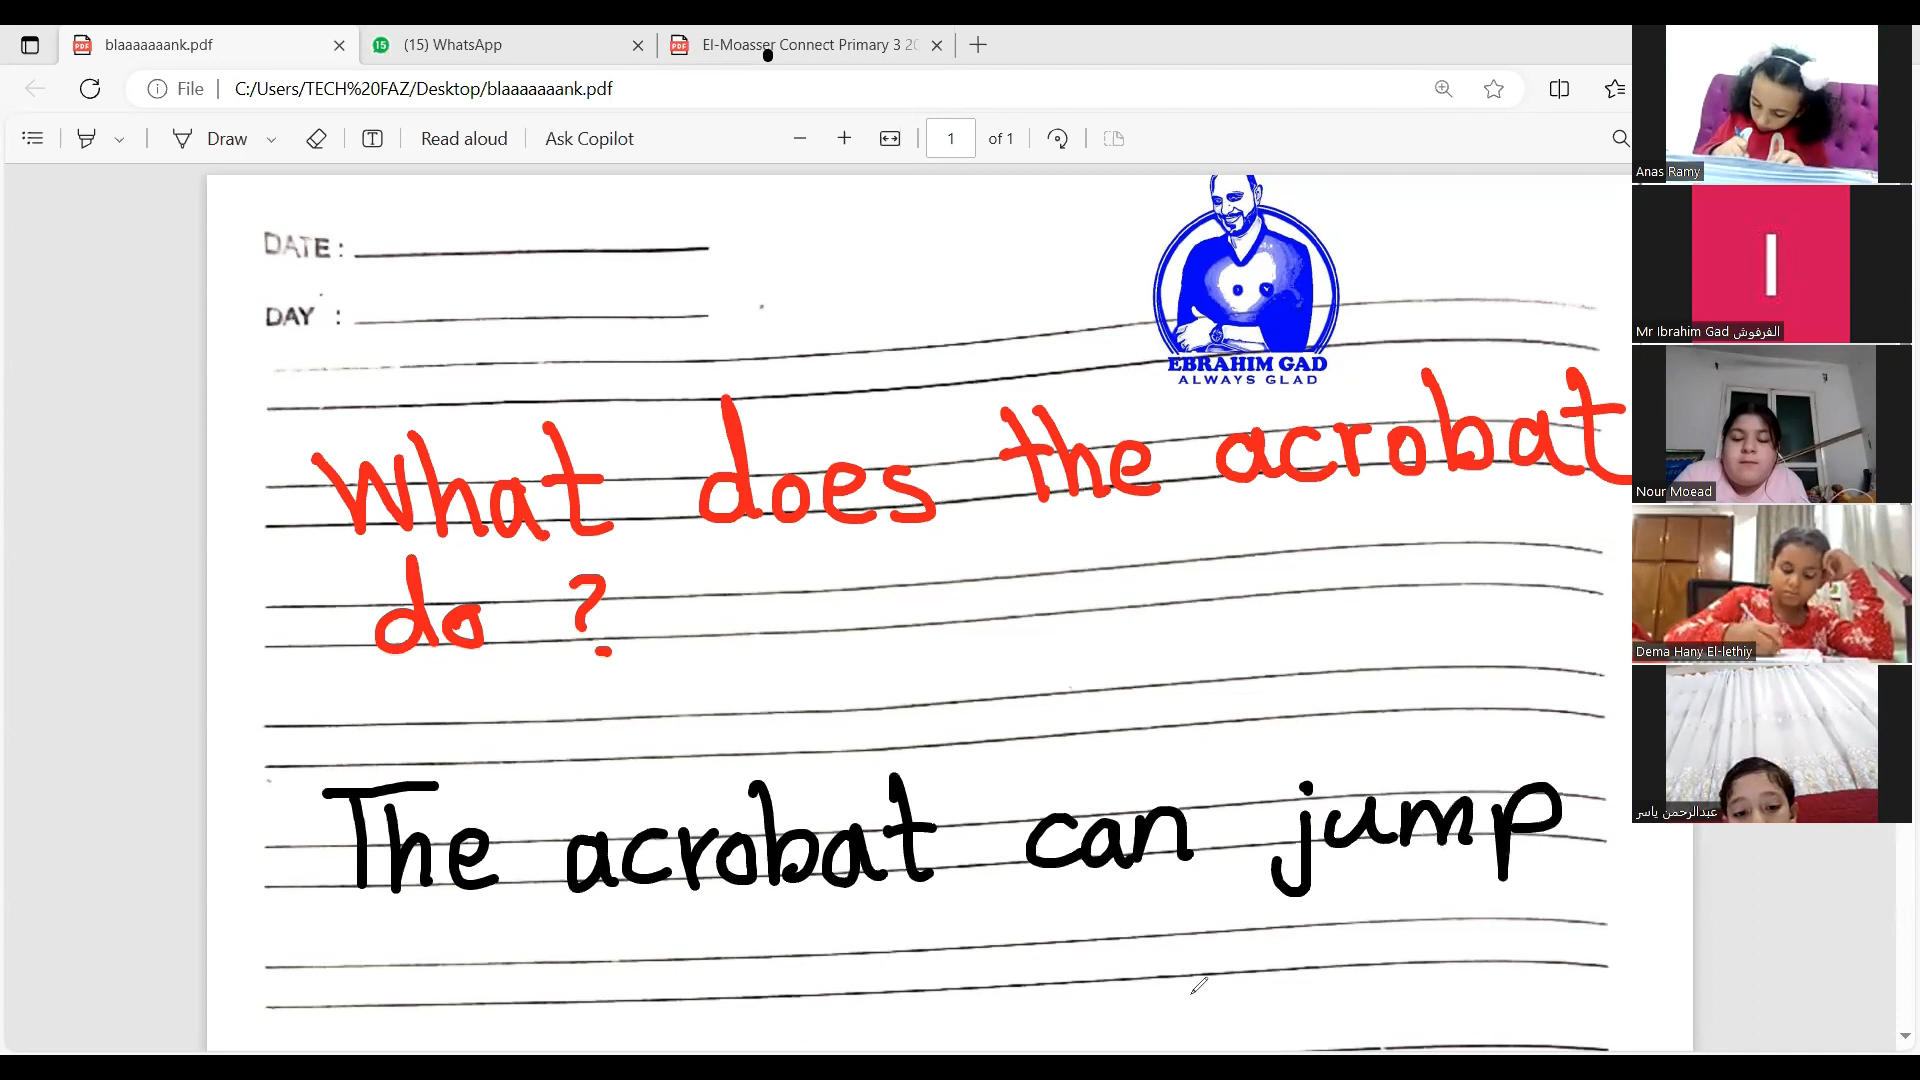 blaaaaaaank.pdf
15 (15) WhatsApp
El-Moasser Connect Primary 3 20
File C:/Users/TECH%20FAZ/Desktop/blaaaaaaank.pdf
Draw T Read aloud Ask Copilot 1 of 1
DATE :
DAY :
EBRAHIM GAD
ALWAYS GLAD
What does the acrobat
do ?
The acrobat can jump
Anas Ramy
I
Mr Ibrahim Gad الفرفوش
Nour Moead
Dema Hany El-lethiy
عبدالرحمن ياسر